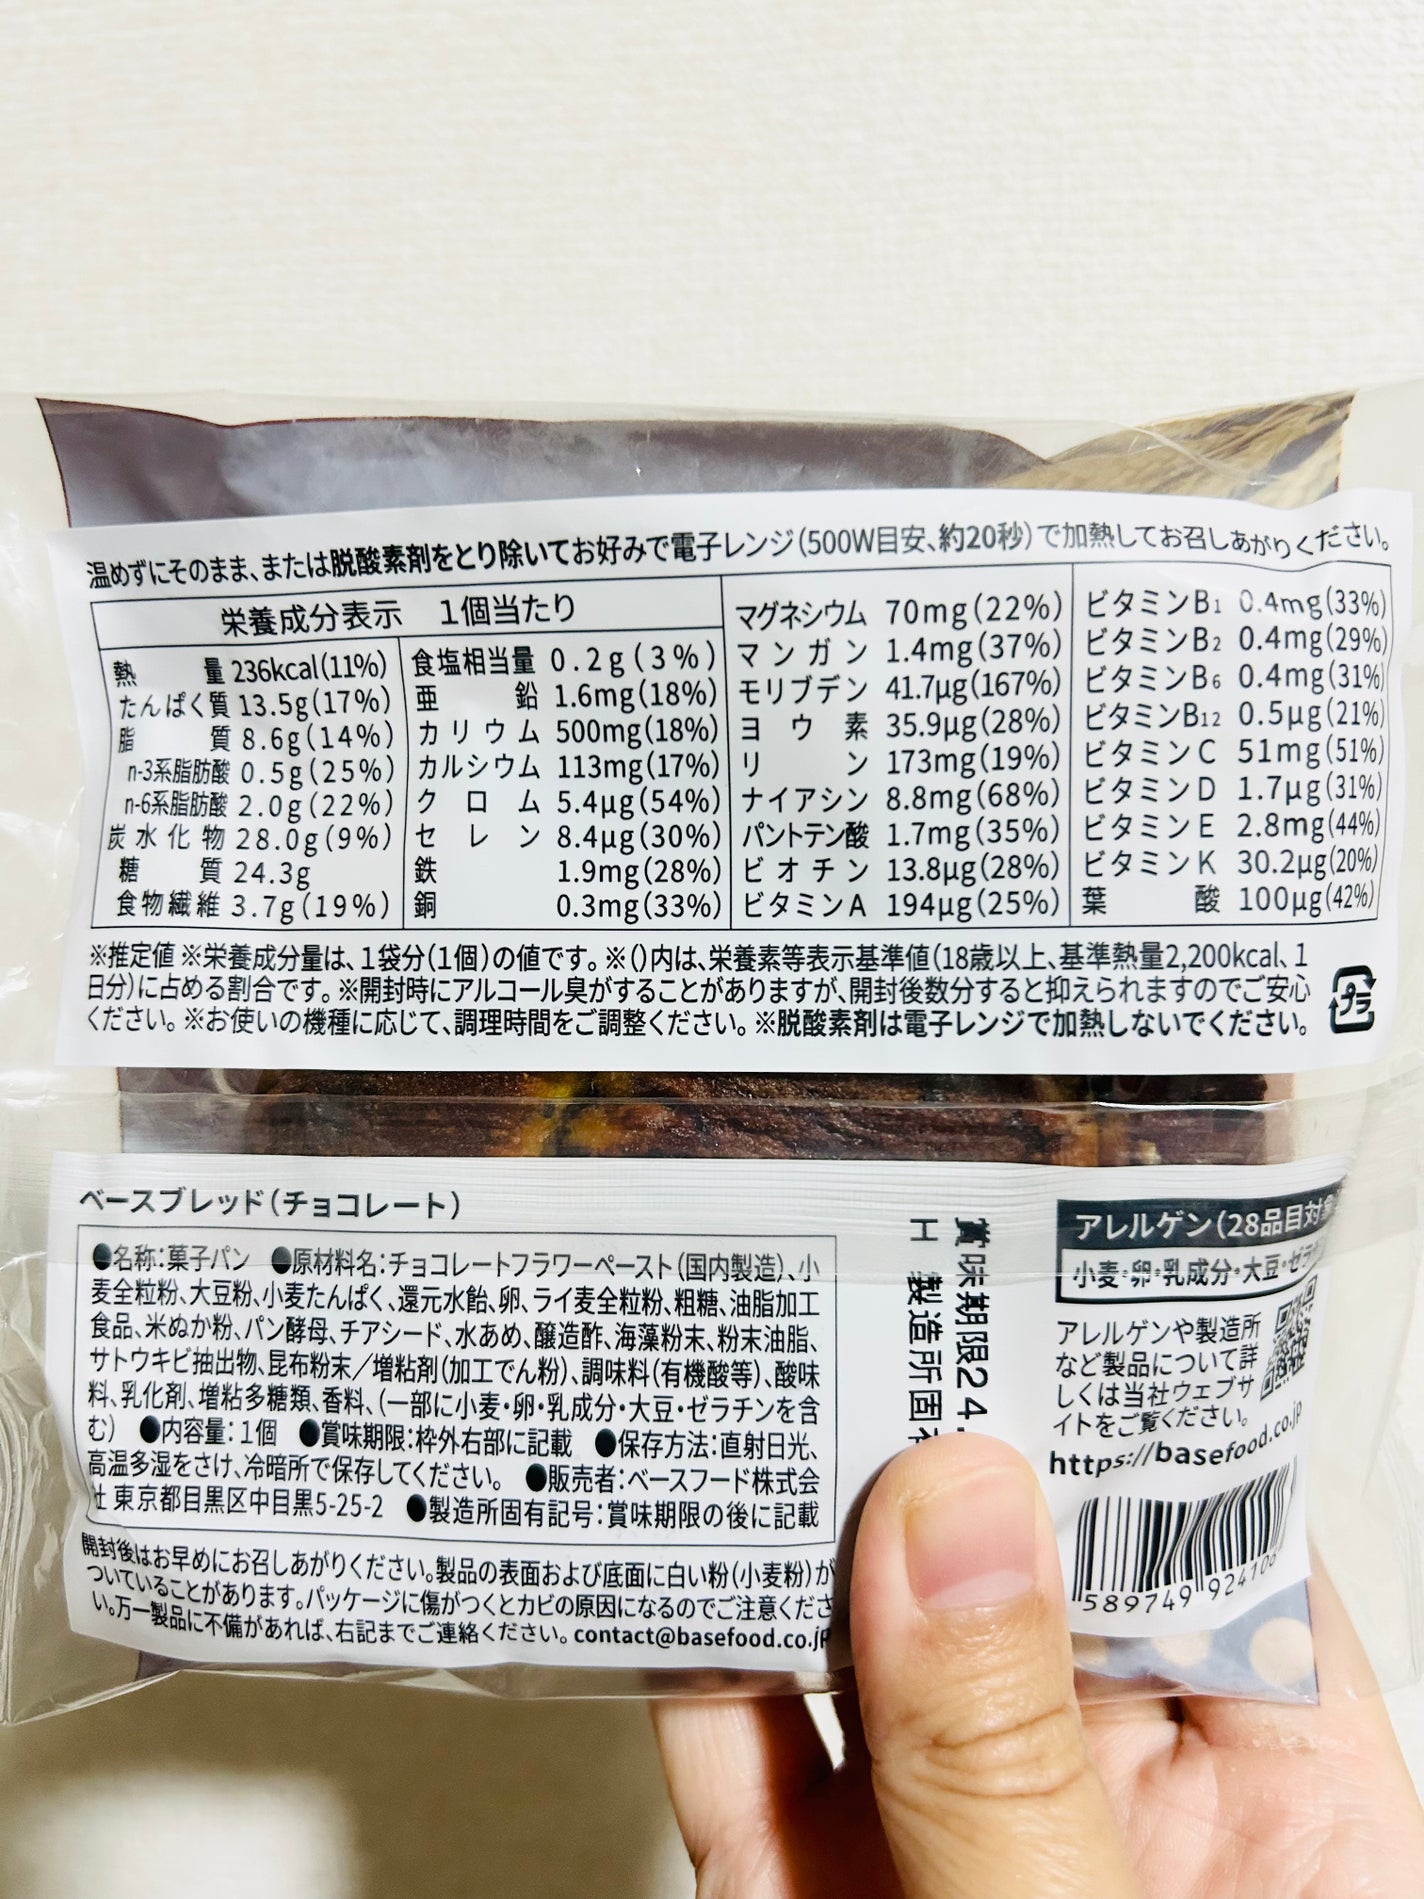 温めずにそのまま、または脱酸素剤をとり除いてお好みで電子レンジ(500W目安、約20秒)で加熱してお召しあがりください。
栄養成分表示 1個当たり
熱量 236kcal(11%)
たんぱく質 13.5g(17%)
脂質 8.6g(14%)
n-3系脂肪酸 0.5g(25%)
n-6系脂肪酸 2.0g(22%)
炭水化物 28.0g(9%)
糖質 24.3g
食物繊維 3.7g(19%)
食塩相当量 0.2g(3%)
亜鉛 1.6mg(18%)
カリウム 500mg(18%)
カルシウム 113mg(17%)
クロム 5.4μg(54%)
セレン 8.4μg(30%)
鉄 1.9mg(28%)
銅 0.3mg(33%)
マグネシウム 70mg(22%)
マンガン 1.4mg(37%)
モリブデン 41.7μg(167%)
ヨウ素 35.9μg(28%)
リン 173mg(19%)
ナイアシン 8.8mg(68%)
パントテン酸 1.7mg(35%)
ビオチン 13.8μg(28%)
ビタミンA 194μg(25%)
ビタミンB1 0.4mg(33%)
ビタミンB2 0.4mg(29%)
ビタミンB6 0.4mg(31%)
ビタミンB12 0.5μg(21%)
ビタミンC 51mg(51%)
ビタミンD 1.7μg(31%)
ビタミンE 2.8mg(44%)
ビタミンK 30.2μg(20%)
葉酸 100μg(42%)
※推定値 ※栄養成分量は、1袋分(1個)の値です。※()内は、栄養素等表示基準値(18歳以上、基準熱量2,200kcal、1
日分)に占める割合です。※開封時にアルコール臭がすることがありますが、開封後数分すると抑えられますのでご安心
ください。※お使いの機種に応じて、調理時間をご調整ください。※脱酸素剤は電子レンジで加熱しないでください。
プラ
ベースブレッド(チョコレート)
●名称:菓子パン ●原材料名:チョコレートフラワーペースト(国内製造)、小
麦全粒粉、大豆粉、小麦たんぱく、還元水飴、卵、ライ麦全粒粉、粗糖、油脂加工
食品、米ぬか粉、パン酵母、チアシード、水あめ、醸造酢、海藻粉末、粉末油脂、
サトウキビ抽出物、昆布粉末/増粘剤(加工でん粉)、調味料(有機酸等)、酸味
料、乳化剤、増粘多糖類、香料、(一部に小麦・卵・乳成分・大豆・ゼラチンを含
む) ●内容量:1個 ●賞味期限:枠外右部に記載 ●保存方法:直射日光、
高温多湿をさけ、冷暗所で保存してください。 ●販売者:ベースフード株式会
社 東京都目黒区中目黒5-25-2 ●製造所固有記号:賞味期限の後に記載
開封後はお早めにお召しあがりください。製品の表面および底面に白い粉(小麦粉)が
ついていることがあります。パッケージに傷がつくとカビの原因になるのでご注意くださ
い。万一製品に不備があれば、右記までご連絡ください。contact@basefood.co.jp
賞味期限24
H 製造所固
アレルゲン(28品目対
小麦・卵・乳成分・大豆・ゼラ
アレルゲンや製造所
など製品について詳
しくは当社ウェブサ
イトをご覧ください。
https://basefood.co.jp
589749 924106